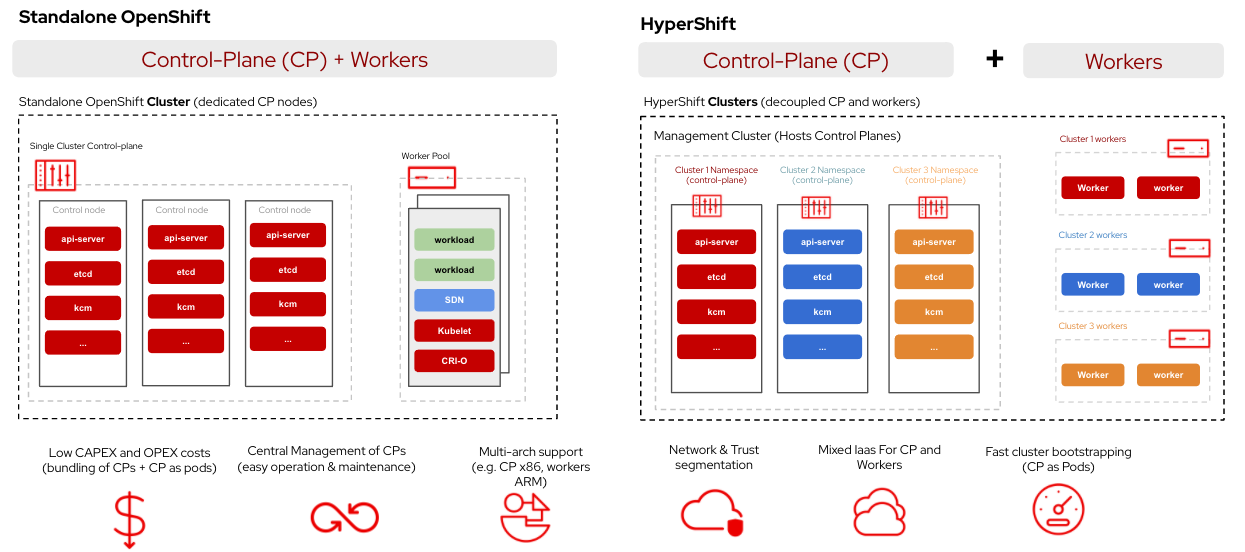 Standalone OpenShift
Control-Plane (CP) + Workers
Standalone OpenShift Cluster (dedicated CP nodes)
Single Cluster Control-plane
Control node
api-server
etcd
kcm
...
Control node
api-server
etcd
kcm
...
Control node
api-server
etcd
kcm
...
Worker Pool
workload
workload
SDN
Kubelet
CRI-O
HyperShift
Control-Plane (CP)
+
Workers
HyperShift Clusters (decoupled CP and workers)
Management Cluster (Hosts Control Planes)
Cluster 1 Namespace
(control-plane)
api-server
etcd
kcm
...
Cluster 2 Namespace
(control-plane)
api-server
etcd
kcm
...
Cluster 3 Namespace
(control-plane)
api-server
etcd
kcm
...
Cluster 1 workers
Worker worker
Cluster 2 workers
Worker worker
Cluster 3 workers
Worker worker
Low CAPEX and OPEX costs
(bundling of CPs + CP as pods)
Central Management of CPs
(easy operation & maintenance)
Multi-arch support
(e.g. CP x86, workers
ARM)
Network & Trust
segmentation
Mixed Iaas For CP and
Workers
Fast cluster bootstrapping
(CP as Pods)